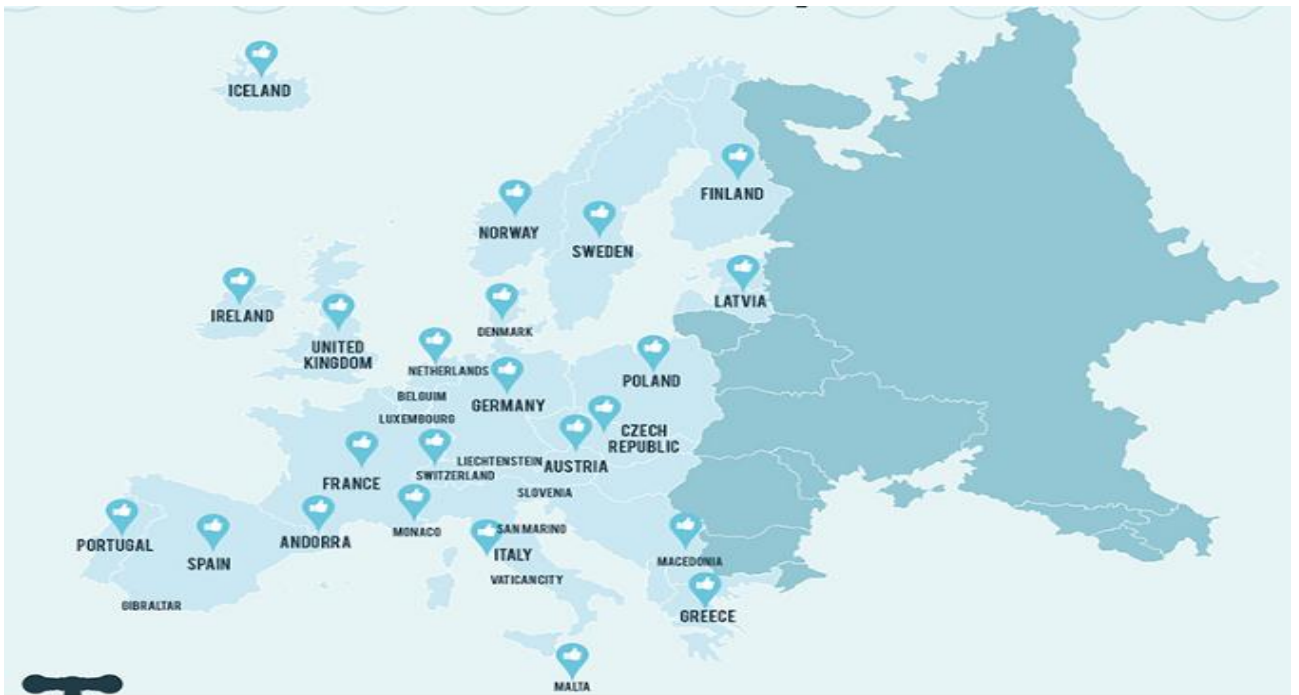 ICELAND
FINLAND
NORWAY
SWEDEN
LATVIA
IRELAND
DENMARK
UNITED
KINGDOM
NETHERLANDS
POLAND
BELGUIM
GERMANY
LUXEMBOURG
CZECH
REPUBLIC
LIECHTENSTEIN
AUSTRIA
SWITZERLAND
FRANCE
SLOVENIA
SAN MARINO
MONACO
ANDORRA
PORTUGAL
ITALY
SPAIN
MACEDONIA
VATICAN CITY
GIBRALTAR
GREECE
MALTA